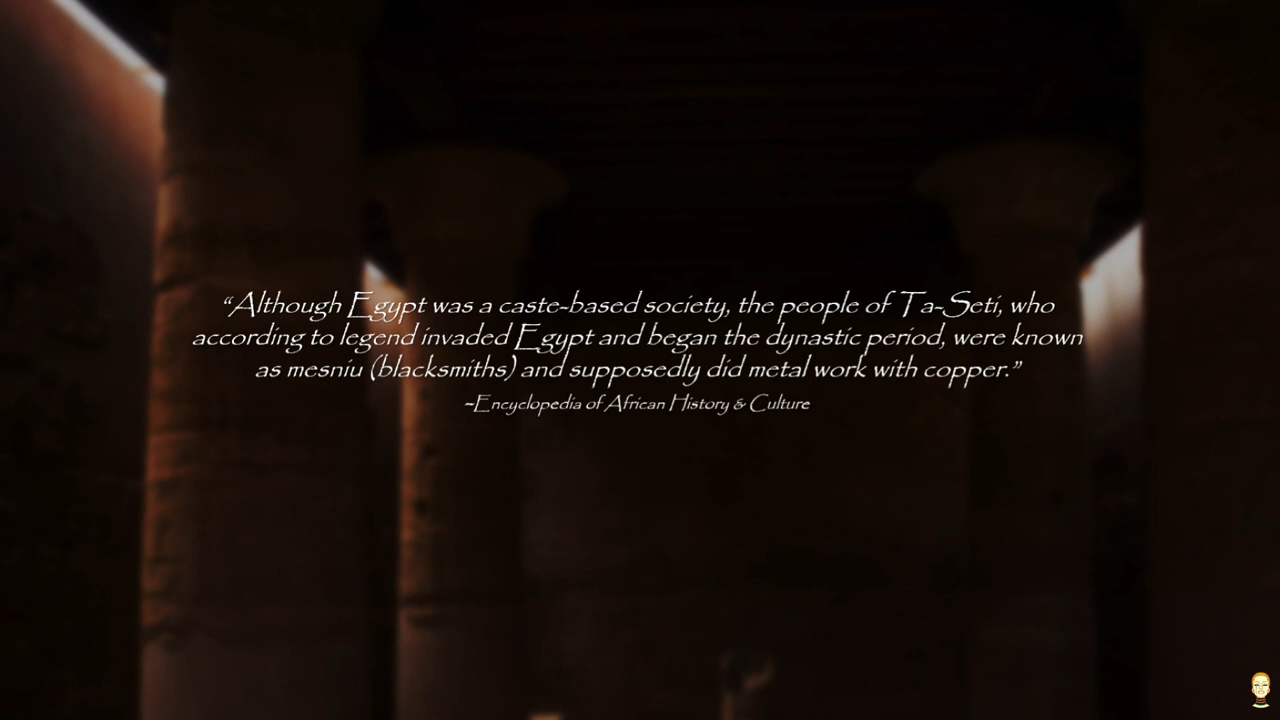 “Although Egypt was a caste-based society, the people of Ta-Seti, who
according to legend invaded Egypt and began the dynastic period, were known
as mesniu (blacksmiths) and supposedly did metal work with copper.”
~Encyclopedia of African History & Culture